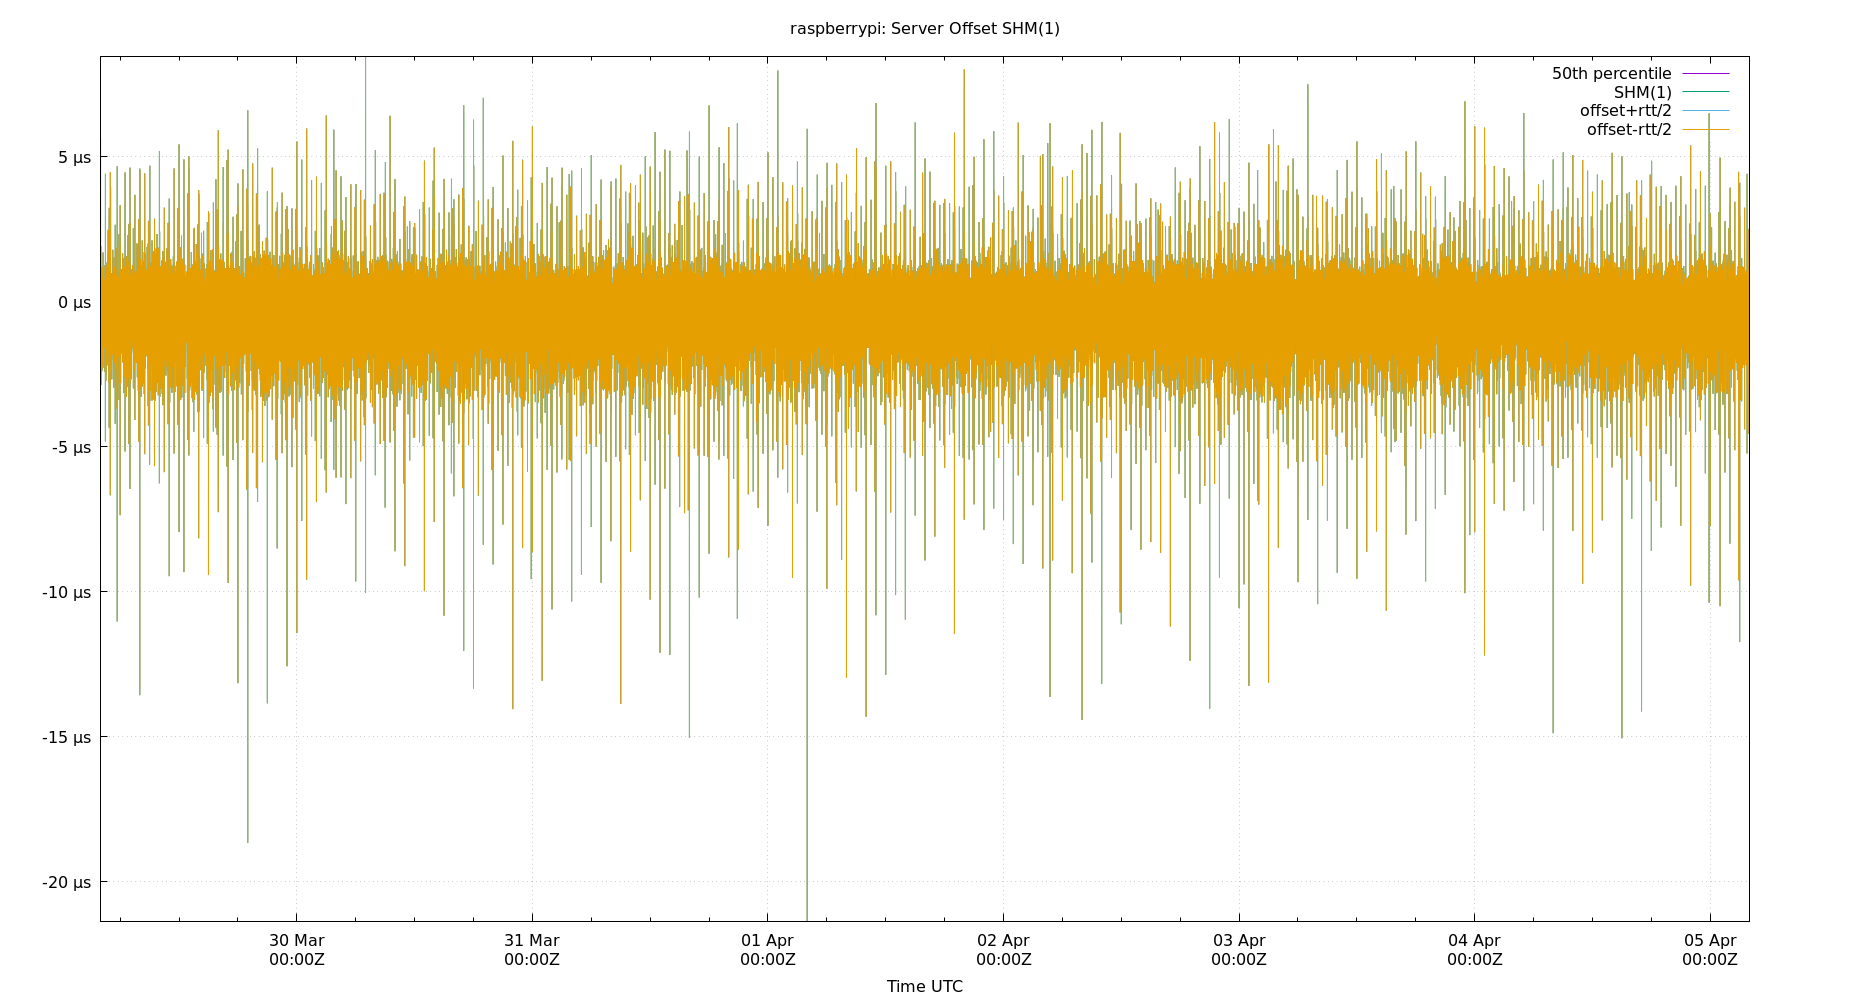 raspberrypi: Server Offset SHM(1)
50th percentile
SHM(1)
offset+rtt/2
offset-rtt/2
5 µs
0 µs
-5 µs
-10 µs
-15 µs
-20 µs
30 Mar 31 Mar 01 Apr 02 Apr 03 Apr 04 Apr 05 Apr
00:00Z 00:00Z 00:00Z 00:00Z 00:00Z 00:00Z 00:00Z
Time UTC